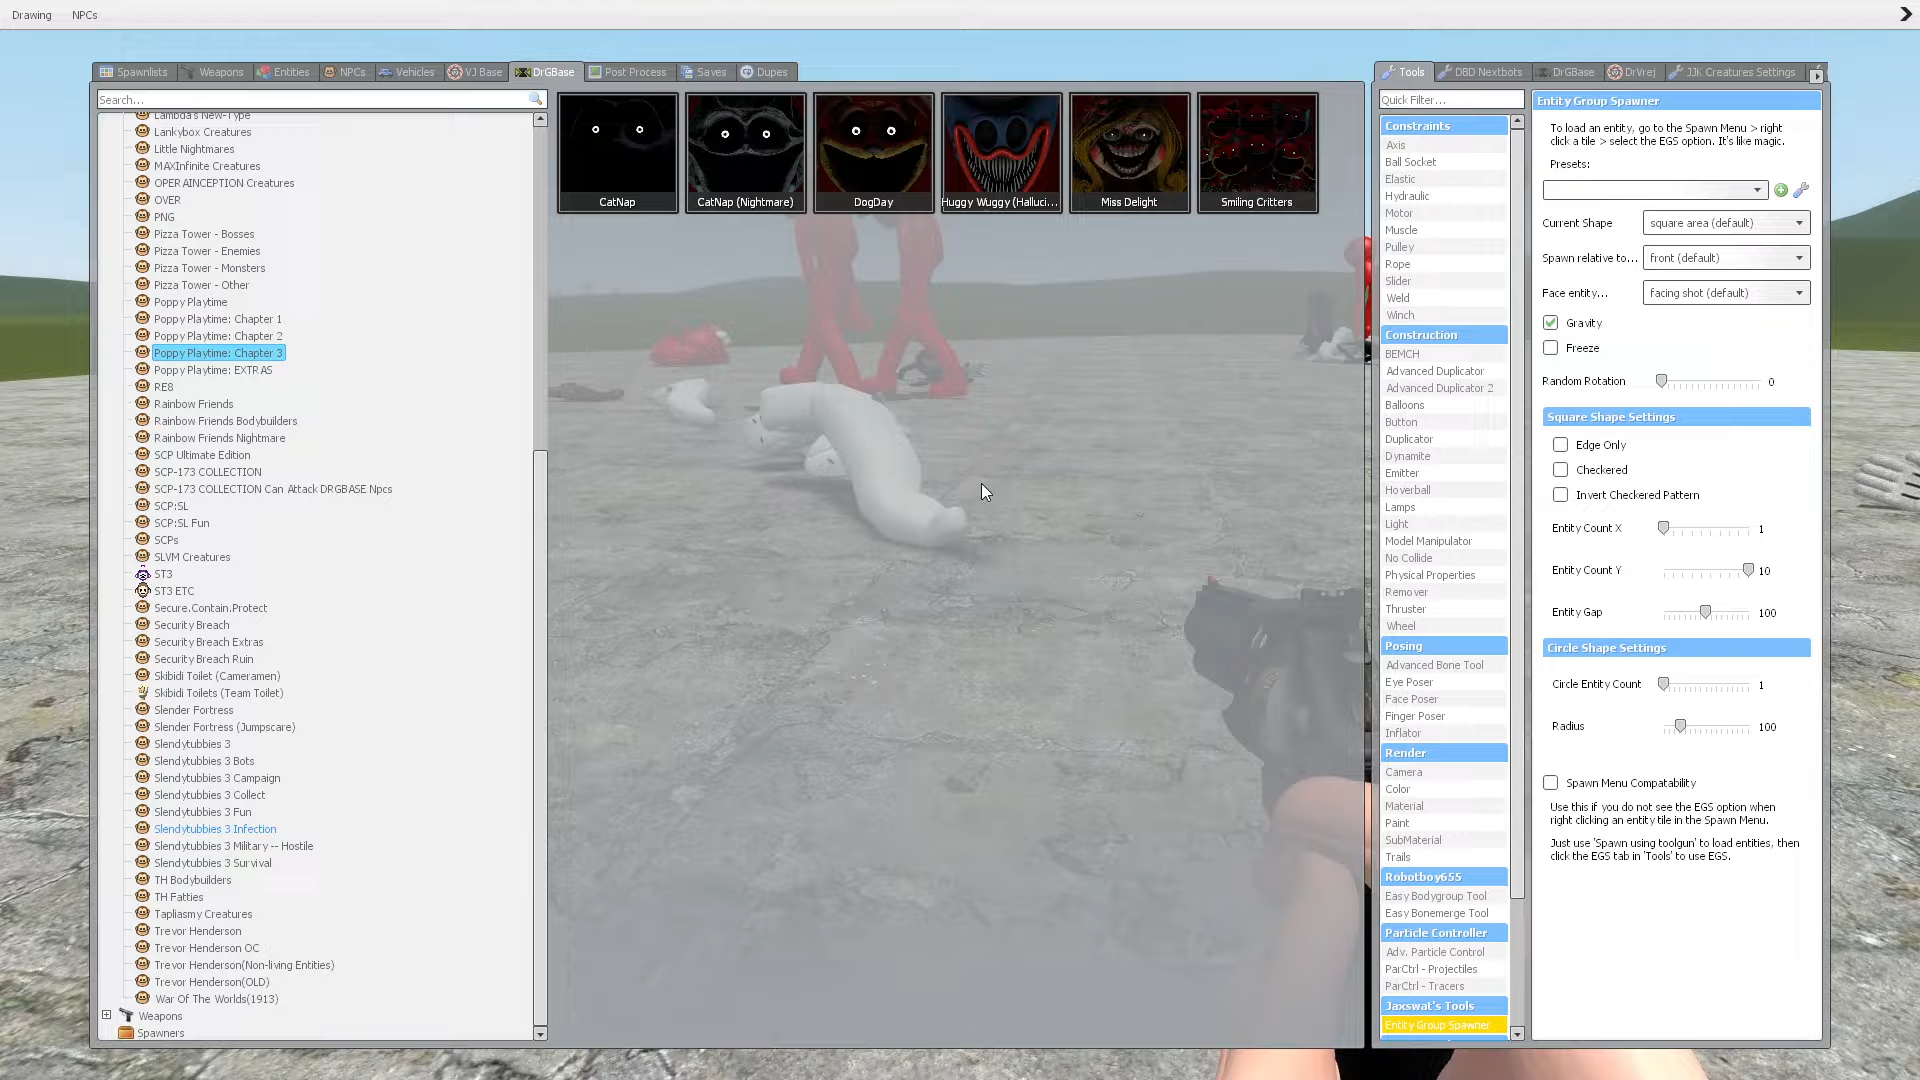 Drawing NPCs
Spawnlists Weapons Entities NPCs Vehicles VJ Base DrGBase Post Process Saves Dupes
Search...
Lambda's New-Type
Lankybox Creatures
Little Nightmares
MAXInfinite Creatures
OPERAINCEPTION Creatures
OVER
PNG
Pizza Tower - Bosses
Pizza Tower - Enemies
Pizza Tower - Monsters
Pizza Tower - Other
Poppy Playtime
Poppy Playtime: Chapter 1
Poppy Playtime: Chapter 2
Poppy Playtime: Chapter 3
Poppy Playtime: EXTRAS
RE8
Rainbow Friends
Rainbow Friends Bodybuilders
Rainbow Friends Nightmare
SCP Ultimate Edition
SCP-173 COLLECTION
SCP-173 COLLECTION Can Attack DRGBASE Npcs
SCP:SL
SCP:SL Fun
SCPs
SLVM Creatures
ST3
ST3 ETC
Secure.Contain.Protect
Security Breach
Security Breach Extras
Security Breach Ruin
Skibidi Toilet (Cameramen)
Skibidi Toilets (Team Toilet)
Slender Fortress
Slender Fortress (Jumpscare)
Slendytubbies 3
Slendytubbies 3 Bots
Slendytubbies 3 Campaign
Slendytubbies 3 Collect
Slendytubbies 3 Fun
Slendytubbies 3 Infection
Slendytubbies 3 Military -- Hostile
Slendytubbies 3 Survival
TH Bodybuilders
TH Fatties
Tapliasmy Creatures
Trevor Henderson
Trevor Henderson OC
Trevor Henderson(Non-living Entities)
Trevor Henderson(OLD)
War Of The Worlds(1913)
Weapons
Spawners
CatNap CatNap (Nightmare) DogDay Huggy Wuggy (Halluci... Miss Delight Smiling Critters
Tools DBD Nextbots DrGBase DrVrej JJK Creatures Settings
Quick Filter...
Constraints
Axis
Ball Socket
Elastic
Hydraulic
Motor
Muscle
Pulley
Rope
Slider
Weld
Winch
Construction
BEMCH
Advanced Duplicator
Advanced Duplicator 2
Balloons
Button
Duplicator
Dynamite
Emitter
Hoverball
Lamps
Light
Model Manipulator
No Collide
Physical Properties
Remover
Thruster
Wheel
Posing
Advanced Bone Tool
Eye Poser
Face Poser
Finger Poser
Inflator
Render
Camera
Color
Material
Paint
SubMaterial
Trails
Robotboy655
Easy Bodygroup Tool
Easy Bonemerge Tool
Particle Controller
Adv. Particle Control
ParCtrl - Projectiles
ParCtrl - Tracers
Jaxswat's Tools
Entity Group Spawner
Entity Group Spawner
To load an entity, go to the Spawn Menu > right
click a tile > select the EGS option. It's like magic.
Presets:
Current Shape square area (default)
Spawn relative to... front (default)
Face entity... facing shot (default)
Gravity
Freeze
Random Rotation 0
Square Shape Settings
Edge Only
Checkered
Invert Checkered Pattern
Entity Count X 1
Entity Count Y 10
Entity Gap 100
Circle Shape Settings
Circle Entity Count 1
Radius 100
Spawn Menu Compatability
Use this if you do not see the EGS option when
right clicking an entity tile in the Spawn Menu.
Just use 'Spawn using toolgun' to load entities, then
click the EGS tab in 'Tools' to use EGS.